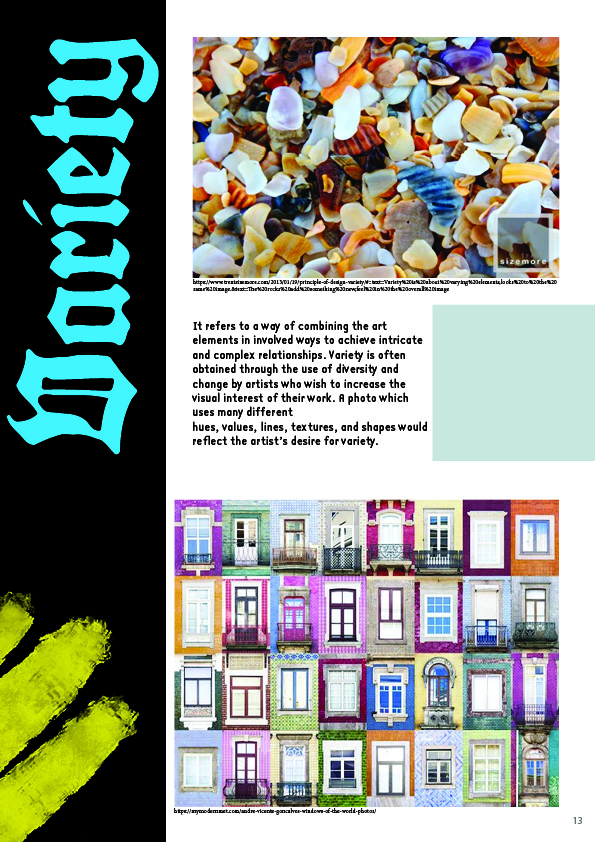 Variety
sizemore
https://www.trentsizemore.com/2013/01/19/principle-of-design-variety/#:~:text=Variety%20is%20about%20varying%20elements,looks%20to%20the%20
same%20image.&text=The%20rocks%20add%20something%20new,feel%20to%20the%20overall%20image
It refers to a way of combining the art
elements in involved ways to achieve intricate
and complex relationships. Variety is often
obtained through the use of diversity and
change by artists who wish to increase the
visual interest of their work. A photo which
uses many different
hues, values, lines, textures, and shapes would
reflect the artist's desire for variety.
https://mymodernmet.com/andre-vicente-goncalves-windows-of-the-world-photos/
13